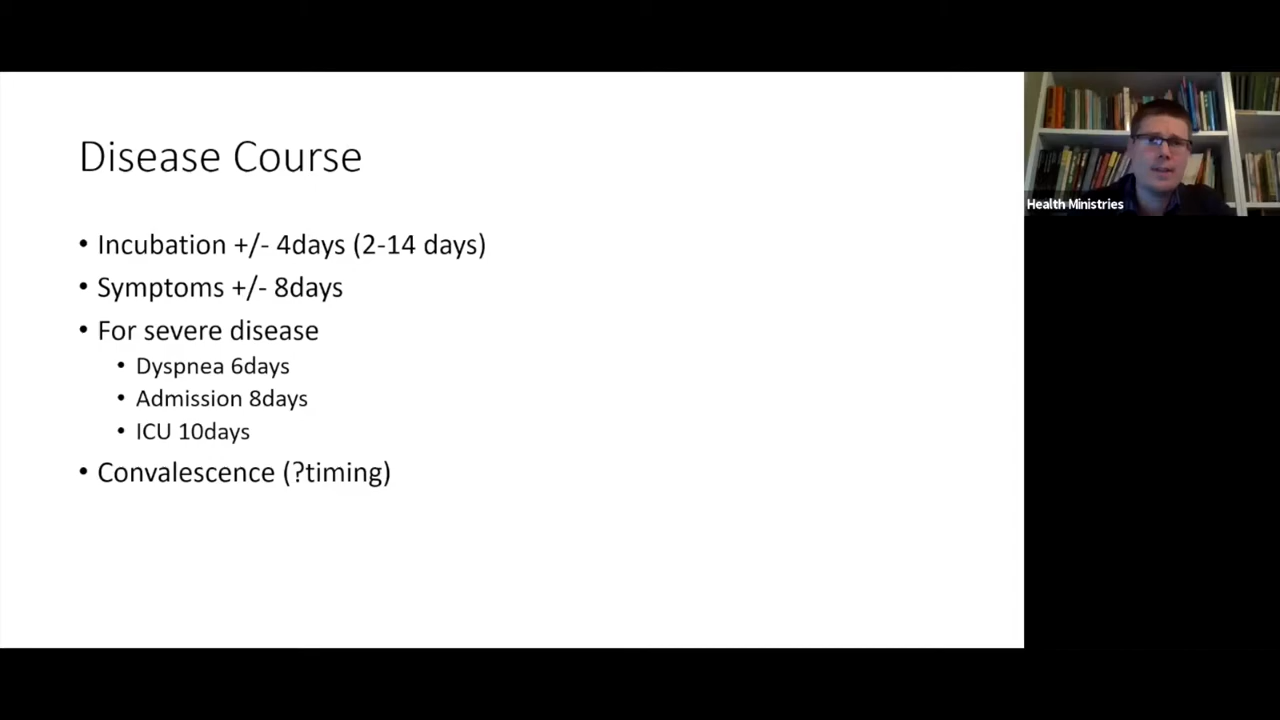 Disease Course
• Incubation +/- 4days (2-14 days)
• Symptoms +/- 8days
• For severe disease
• Dyspnea 6days
• Admission 8days
• ICU 10days
• Convalescence (?timing)
Health Ministries